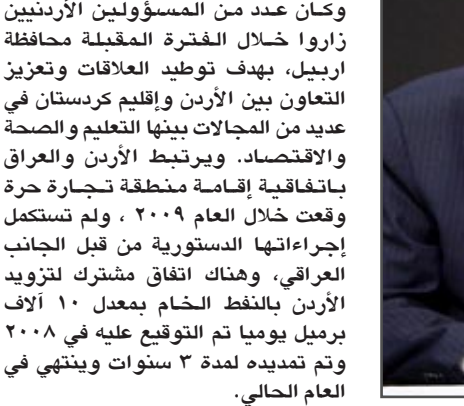 وكان عدد من المسؤولين الأردنيين
زاروا خلال الفترة المقبلة محافظة
اربيل، بهدف توطيد العلاقات وتعزيز
التعاون بين الأردن وإقليم كردستان في
عديد من المجالات بينها التعليم والصحة
والاقتصاد. ويرتبط الأردن والعراق
باتفاقية إقامة منطقة تجارة حرة
وقعت خلال العام ٢٠٠٩ ، ولم تستكمل
إجراءاتها الدستورية من قبل الجانب
العراقي، وهناك اتفاق مشترك لتزويد
الأردن بالنفط الخام بمعدل ١٠ آلاف
برميل يوميا تم التوقيع عليه في ٢٠٠٨
وتم تمديده لمدة ٣ سنوات وينتهي في
العام الحالي.